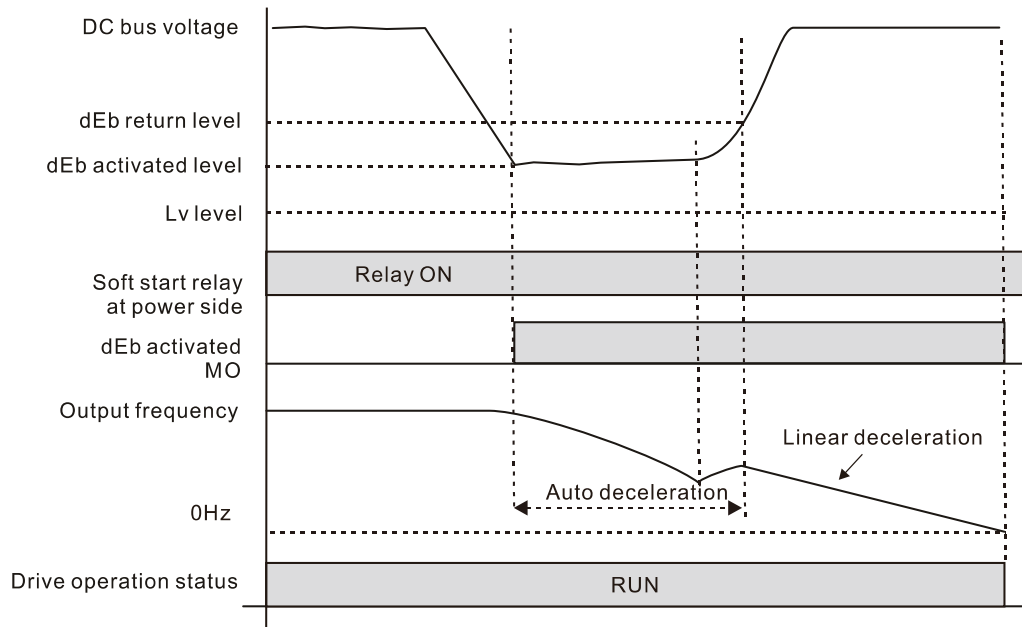 DC bus voltage
dEb return level
dEb activated level
Lv level
Relay ON
Soft start relay
at power side
dEb activated
MO
Output frequency
Linear deceleration
Auto deceleration
0Hz
Drive operation status
RUN